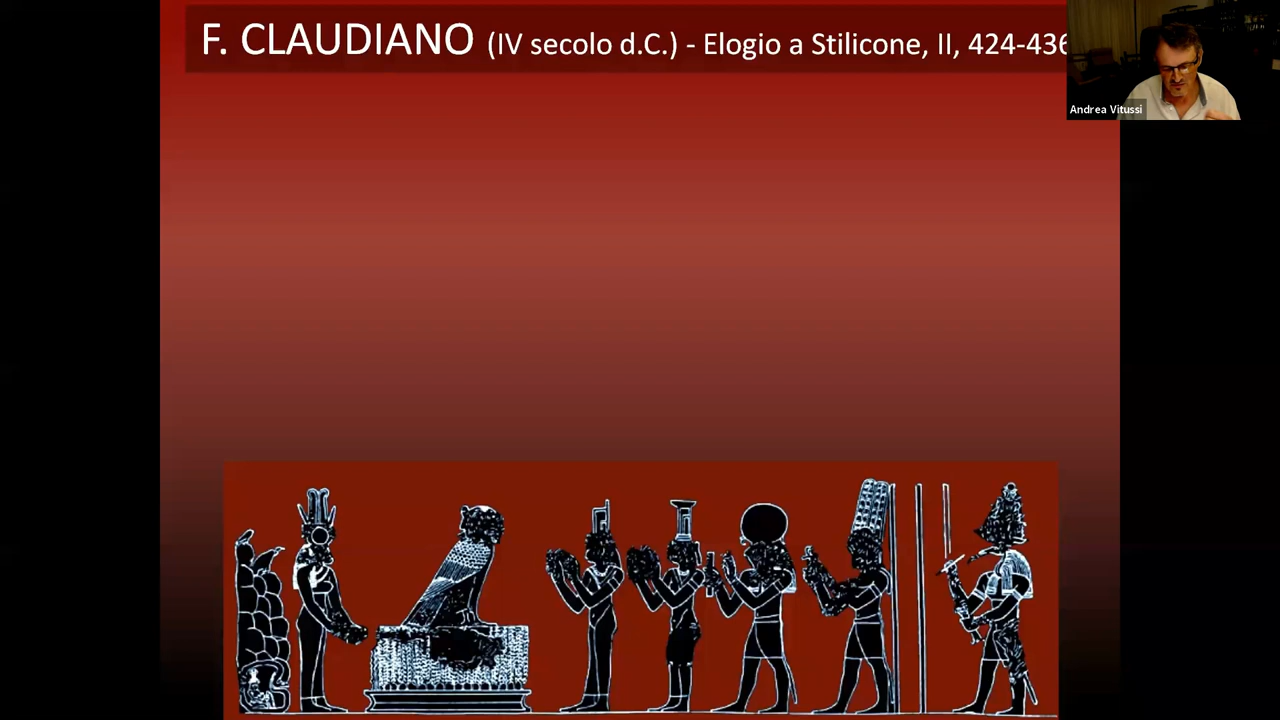 F. CLAUDIANO (IV secolo d.C.) - Elogio a Stilicone, II, 424-436
Andrea Vitussi